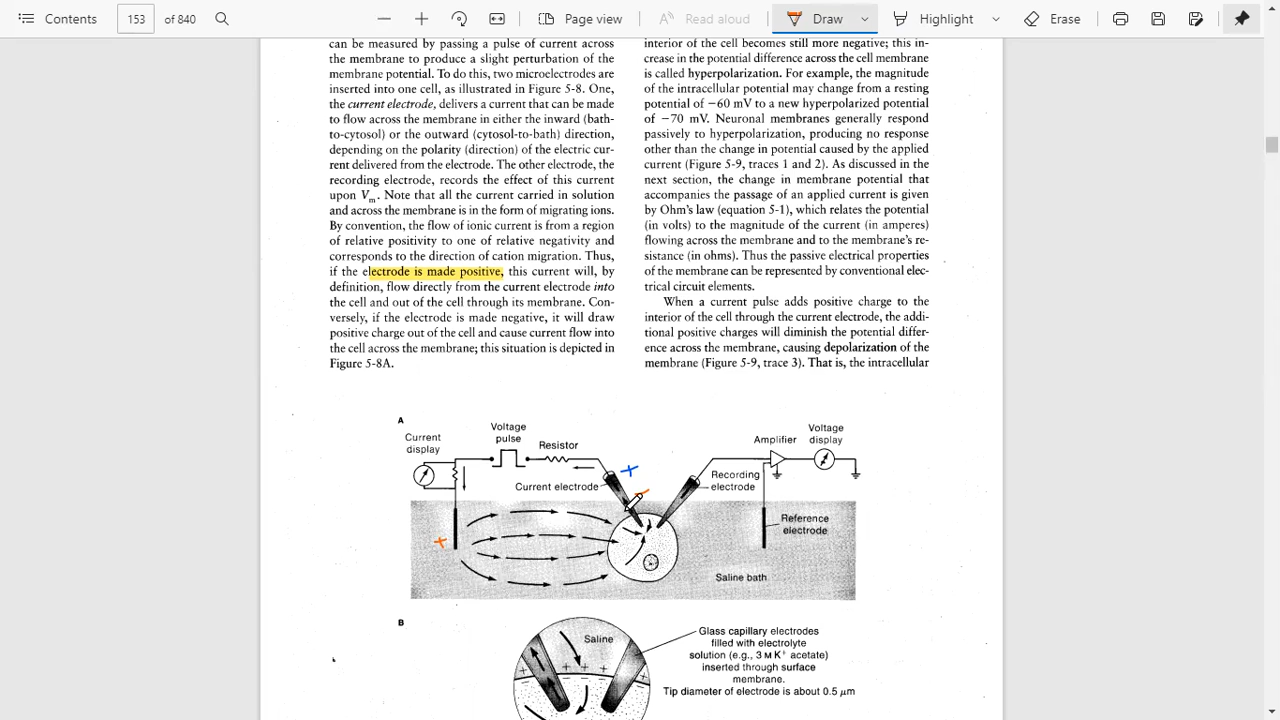 Contents
153
of 840
Page view
Read aloud
Draw
Highlight
Erase
can be measured by passing a pulse of current across
the membrane to produce a slight perturbation of the
membrane potential. To do this, two microelectrodes are
inserted into one cell, as illustrated in Figure 5-8. One,
the current electrode, delivers a current that can be made
to flow across the membrane in either the inward (bath-
to-cytosol) or the outward (cytosol-to-bath) direction,
depending on the polarity (direction) of the electric cur-
rent delivered from the electrode. The other electrode, the
recording electrode, records the effect of this current
upon Vm. Note that all the current carried in solution
and across the membrane is in the form of migrating ions.
By convention, the flow of ionic current is from a region
of relative positivity to one of relative negativity and
corresponds to the direction of cation migration. Thus,
if the electrode is made positive, this current will, by
definition, flow directly from the current electrode into
the cell and out of the cell through its membrane. Con-
versely, if the electrode is made negative, it will draw
positive charge out of the cell and cause current flow into
the cell across the membrane; this situation is depicted in
Figure 5-8A.
interior of the cell becomes still more negative; this in-
crease in the potential difference across the cell membrane
is called hyperpolarization. For example, the magnitude
of the intracellular potential may change from a resting
potential of −60 mV to a new hyperpolarized potential
of −70 mV. Neuronal membranes generally respond
passively to hyperpolarization, producing no response
other than the change in potential caused by the applied
current (Figure 5-9, traces 1 and 2). As discussed in the
next section, the change in membrane potential that
accompanies the passage of an applied current is given
by Ohm's law (equation 5-1), which relates the potential
(in volts) to the magnitude of the current (in amperes)
flowing across the membrane and to the membrane's re-
sistance (in ohms). Thus the passive electrical properties
of the membrane can be represented by conventional elec-
trical circuit elements.
When a current pulse adds positive charge to the
interior of the cell through the current electrode, the addi-
tional positive charges will diminish the potential differ-
ence across the membrane, causing depolarization of the
membrane (Figure 5-9, trace 3). That is, the intracellular
A
Current
display
Voltage
pulse
Resistor
Current electrode
+
−
+
Recording
electrode
Amplifier
Voltage
display
Reference
electrode
Saline bath
B
Saline
+ + + + +
Glass capillary electrodes
filled with electrolyte
solution (e.g., 3 M K+ acetate)
inserted through surface
membrane.
Tip diameter of electrode is about 0.5 μm